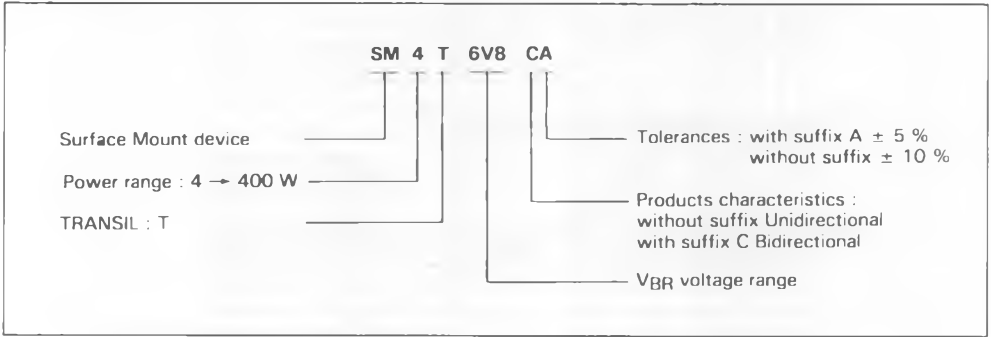 SM 4 T 6V8 CA
Surface Mount device
Power range : 4 → 400 W
TRANSIL : T
Tolerances : with suffix A ± 5 %
without suffix ± 10 %
Products characteristics :
without suffix Unidirectional
with suffix C Bidirectional
VBR voltage range